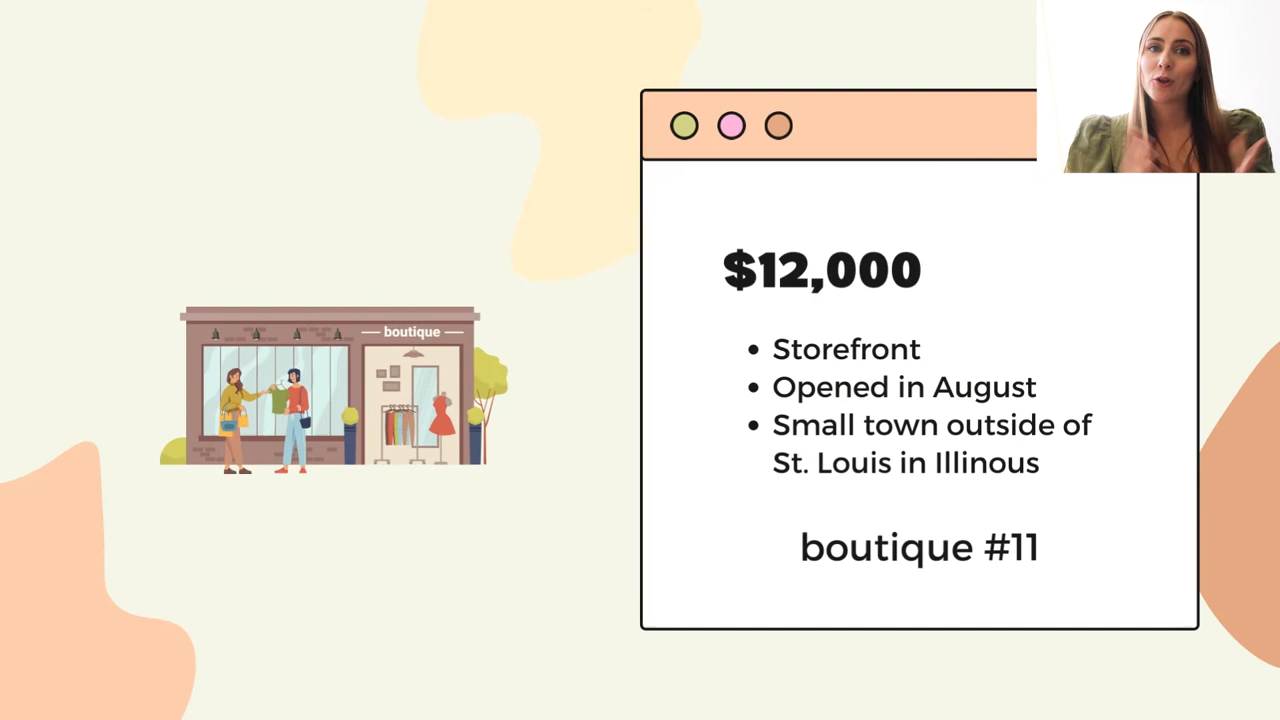 boutique
$12,000
• Storefront
• Opened in August
• Small town outside of
St. Louis in Illinous
boutique #11